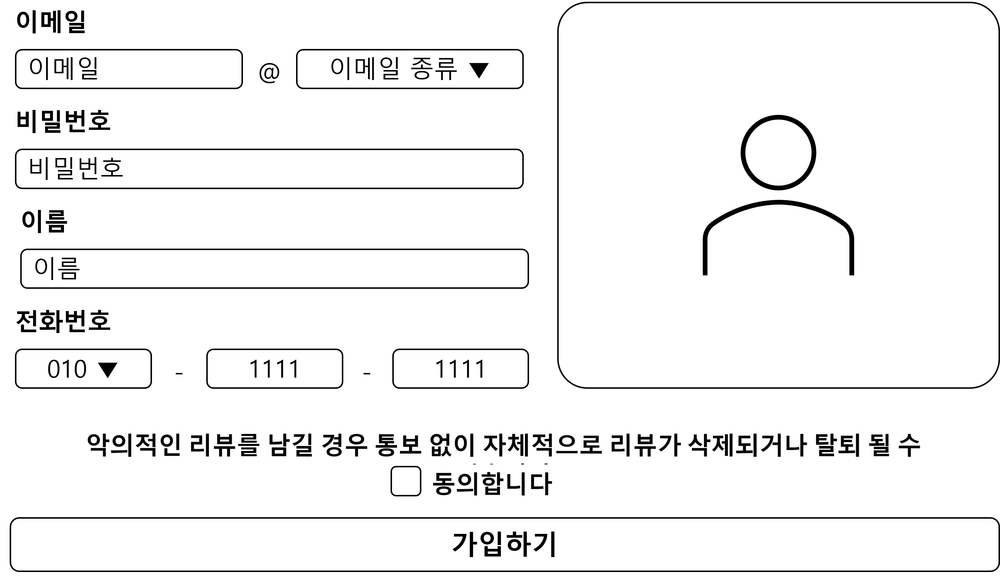 이메일
이메일 @ 이메일 종류 ▼
비밀번호
비밀번호
이름
이름
전화번호
010 ▼ - 1111 - 1111
악의적인 리뷰를 남길 경우 통보 없이 자체적으로 리뷰가 삭제되거나 탈퇴 될 수
동의합니다
가입하기